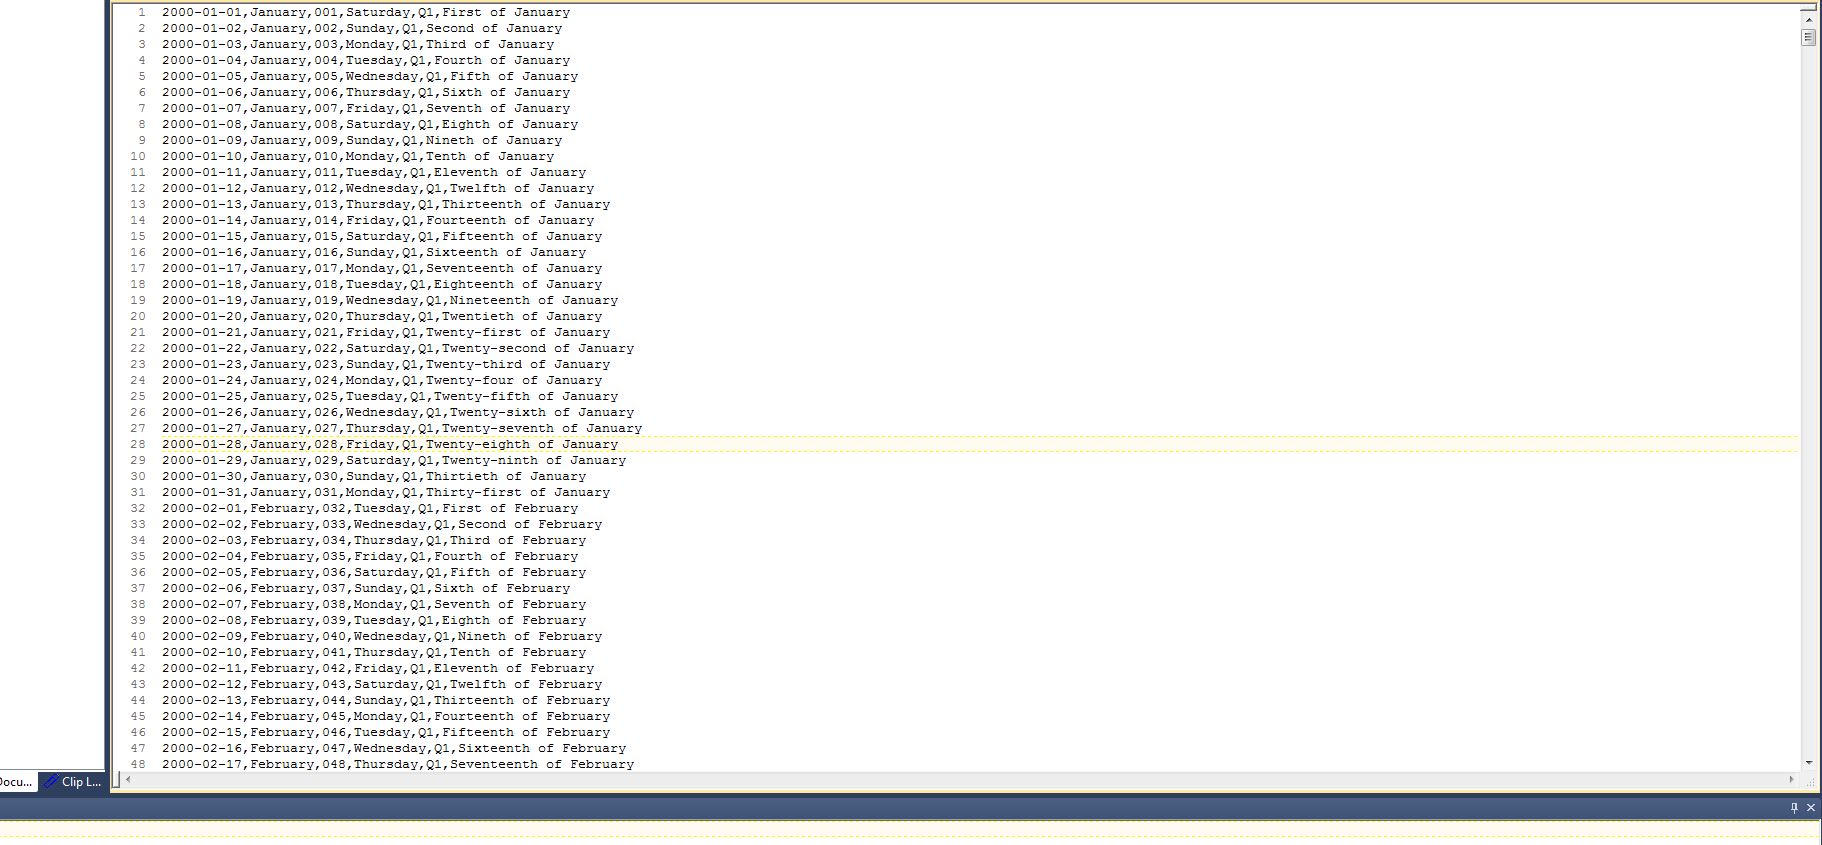 1 2000-01-01,January,001,Saturday,Q1,First of January
2 2000-01-02,January,002,Sunday,Q1,Second of January
3 2000-01-03,January,003,Monday,Q1,Third of January
4 2000-01-04,January,004,Tuesday,Q1,Fourth of January
5 2000-01-05,January,005,Wednesday,Q1,Fifth of January
6 2000-01-06,January,006,Thursday,Q1,Sixth of January
7 2000-01-07,January,007,Friday,Q1,Seventh of January
8 2000-01-08,January,008,Saturday,Q1,Eighth of January
9 2000-01-09,January,009,Sunday,Q1,Nineth of January
10 2000-01-10,January,010,Monday,Q1,Tenth of January
11 2000-01-11,January,011,Tuesday,Q1,Eleventh of January
12 2000-01-12,January,012,Wednesday,Q1,Twelfth of January
13 2000-01-13,January,013,Thursday,Q1,Thirteenth of January
14 2000-01-14,January,014,Friday,Q1,Fourteenth of January
15 2000-01-15,January,015,Saturday,Q1,Fifteenth of January
16 2000-01-16,January,016,Sunday,Q1,Sixteenth of January
17 2000-01-17,January,017,Monday,Q1,Seventeenth of January
18 2000-01-18,January,018,Tuesday,Q1,Eighteenth of January
19 2000-01-19,January,019,Wednesday,Q1,Nineteenth of January
20 2000-01-20,January,020,Thursday,Q1,Twentieth of January
21 2000-01-21,January,021,Friday,Q1,Twenty-first of January
22 2000-01-22,January,022,Saturday,Q1,Twenty-second of January
23 2000-01-23,January,023,Sunday,Q1,Twenty-third of January
24 2000-01-24,January,024,Monday,Q1,Twenty-four of January
25 2000-01-25,January,025,Tuesday,Q1,Twenty-fifth of January
26 2000-01-26,January,026,Wednesday,Q1,Twenty-sixth of January
27 2000-01-27,January,027,Thursday,Q1,Twenty-seventh of January
28 2000-01-28,January,028,Friday,Q1,Twenty-eighth of January
29 2000-01-29,January,029,Saturday,Q1,Twenty-ninth of January
30 2000-01-30,January,030,Sunday,Q1,Thirtieth of January
31 2000-01-31,January,031,Monday,Q1,Thirty-first of January
32 2000-02-01,February,032,Tuesday,Q1,First of February
33 2000-02-02,February,033,Wednesday,Q1,Second of February
34 2000-02-03,February,034,Thursday,Q1,Third of February
35 2000-02-04,February,035,Friday,Q1,Fourth of February
36 2000-02-05,February,036,Saturday,Q1,Fifth of February
37 2000-02-06,February,037,Sunday,Q1,Sixth of February
38 2000-02-07,February,038,Monday,Q1,Seventh of February
39 2000-02-08,February,039,Tuesday,Q1,Eighth of February
40 2000-02-09,February,040,Wednesday,Q1,Nineth of February
41 2000-02-10,February,041,Thursday,Q1,Tenth of February
42 2000-02-11,February,042,Friday,Q1,Eleventh of February
43 2000-02-12,February,043,Saturday,Q1,Twelfth of February
44 2000-02-13,February,044,Sunday,Q1,Thirteenth of February
45 2000-02-14,February,045,Monday,Q1,Fourteenth of February
46 2000-02-15,February,046,Tuesday,Q1,Fifteenth of February
47 2000-02-16,February,047,Wednesday,Q1,Sixteenth of February
48 2000-02-17,February,048,Thursday,Q1,Seventeenth of February
Docu... Clip L...